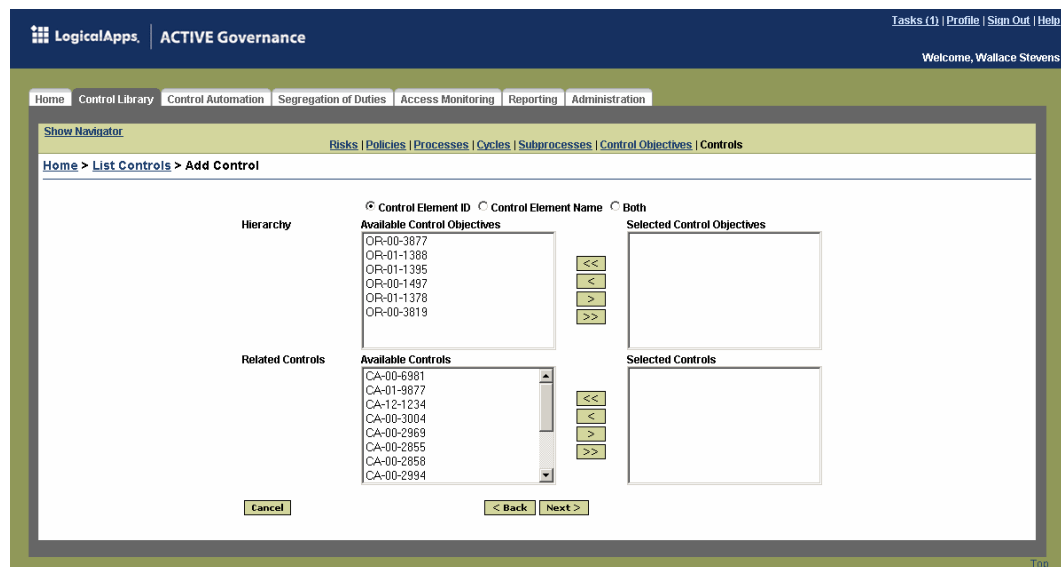 Tasks (1) | Profile | Sign Out | Help
LogicalApps. ACTIVE Governance
Welcome, Wallace Stevens
Home Control Library Control Automation Segregation of Duties Access Monitoring Reporting Administration
Show Navigator
Risks | Policies | Processes | Cycles | Subprocesses | Control Objectives | Controls
Home > List Controls > Add Control
Control Element ID Control Element Name Both
Hierarchy Available Control Objectives Selected Control Objectives
OR-00-3877
OR-01-1388
OR-01-1395
OR-00-1497
OR-01-1378
OR-00-3819
<<
<
>
>>
Related Controls Available Controls Selected Controls
CA-00-6981
CA-01-9877
CA-12-1234
CA-00-3004
CA-00-2969
CA-00-2855
CA-00-2858
CA-00-2994
<<
<
>
>>
Cancel < Back Next >
Top